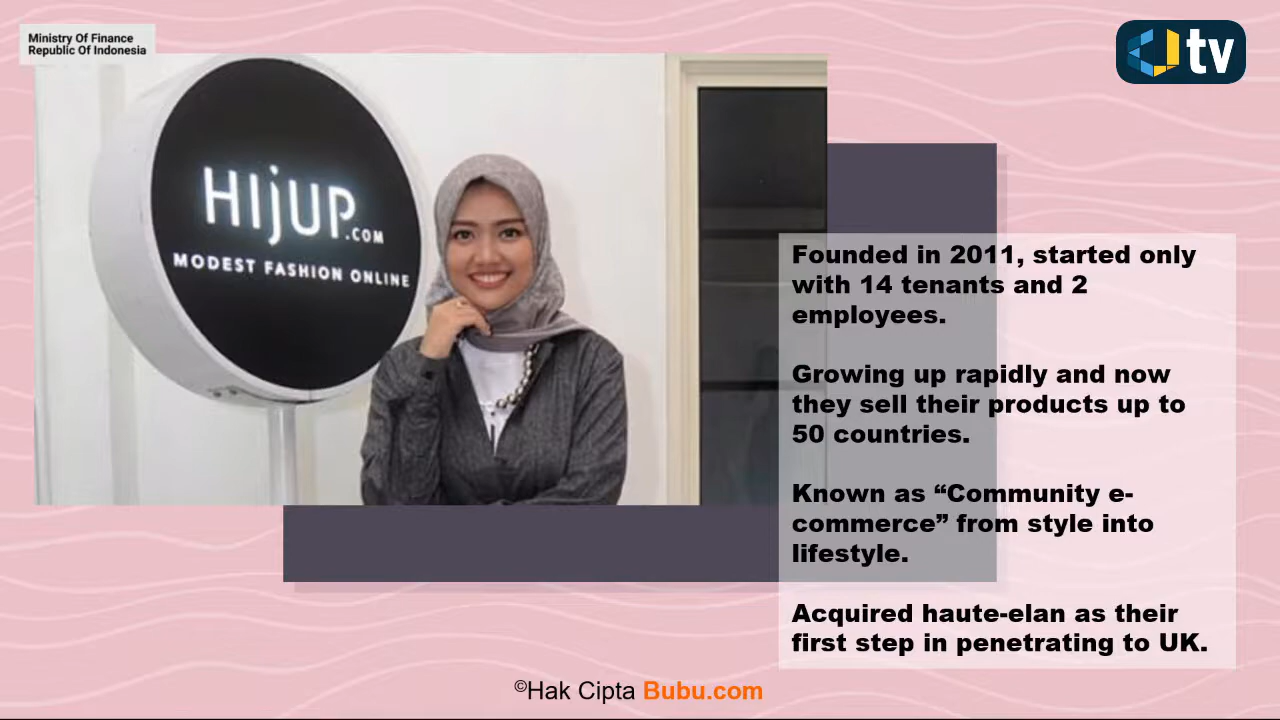 Ministry Of Finance
Republic Of Indonesia
tv
HIjUP.COM
MODEST FASHION ONLINE
Founded in 2011, started only
with 14 tenants and 2
employees.
Growing up rapidly and now
they sell their products up to
50 countries.
Known as “Community e-
commerce” from style into
lifestyle.
Acquired haute-elan as their
first step in penetrating to UK.
©Hak Cipta Bubu.com